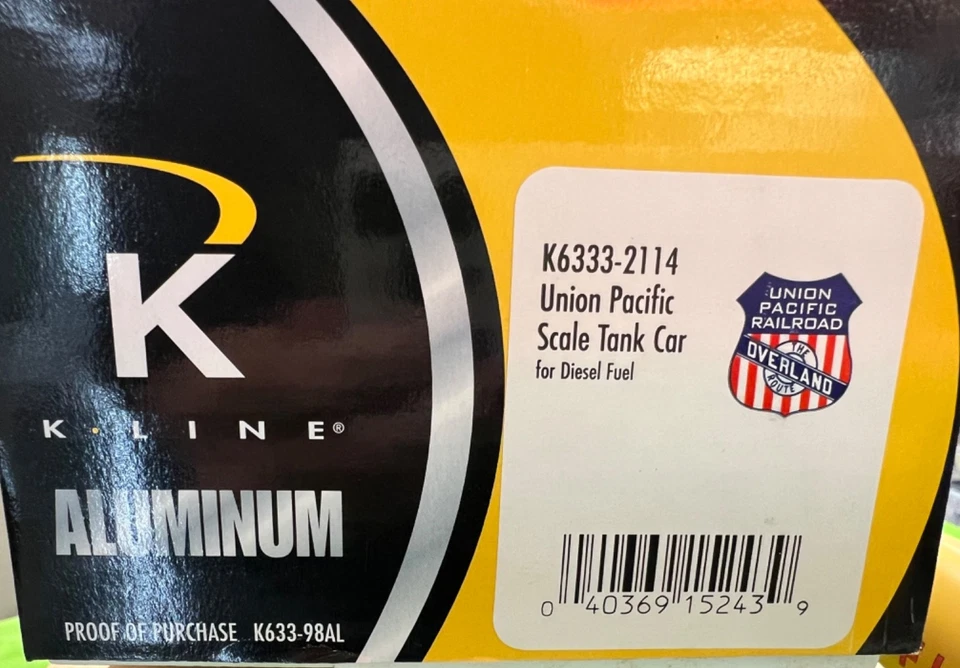 K
K·LINE®
ALUMINUM
PROOF OF PURCHASE K633-98AL
K6333-2114
Union Pacific
Scale Tank Car
for Diesel Fuel
UNION
PACIFIC
RAILROAD
THE
OVERLAND
ROUTE
0 40369 15243 9